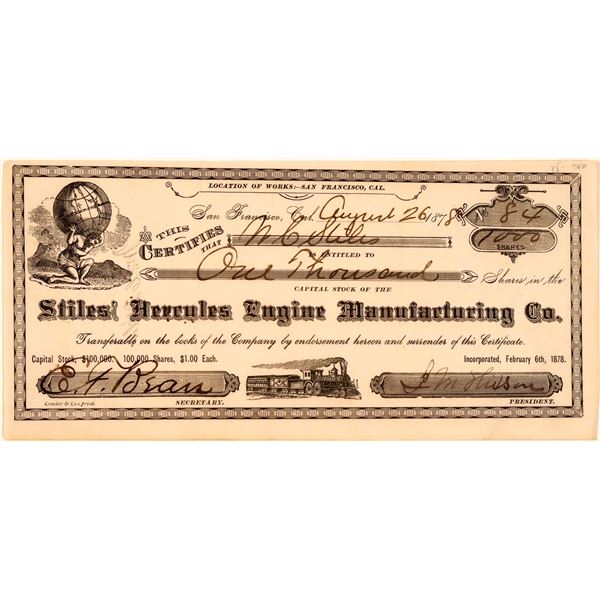 LOCATION OF WORKS:—SAN FRANCISCO, CAL.
San Francisco, Cal. August 26 1878 No 84
THIS CERTIFIES THAT W C Stiles 1000 SHARES
IS ENTITLED TO
One Thousand Shares in the
CAPITAL STOCK OF THE
Stiles' Hercules Engine Manufacturing Co.
Transferable on the books of the Company by endorsement hereon and surrender of this Certificate.
Capital Stock, $100,000. 100,000 Shares, $1.00 Each. Incorporated, February 6th, 1878.
E. F. Bean
SECRETARY. PRESIDENT.